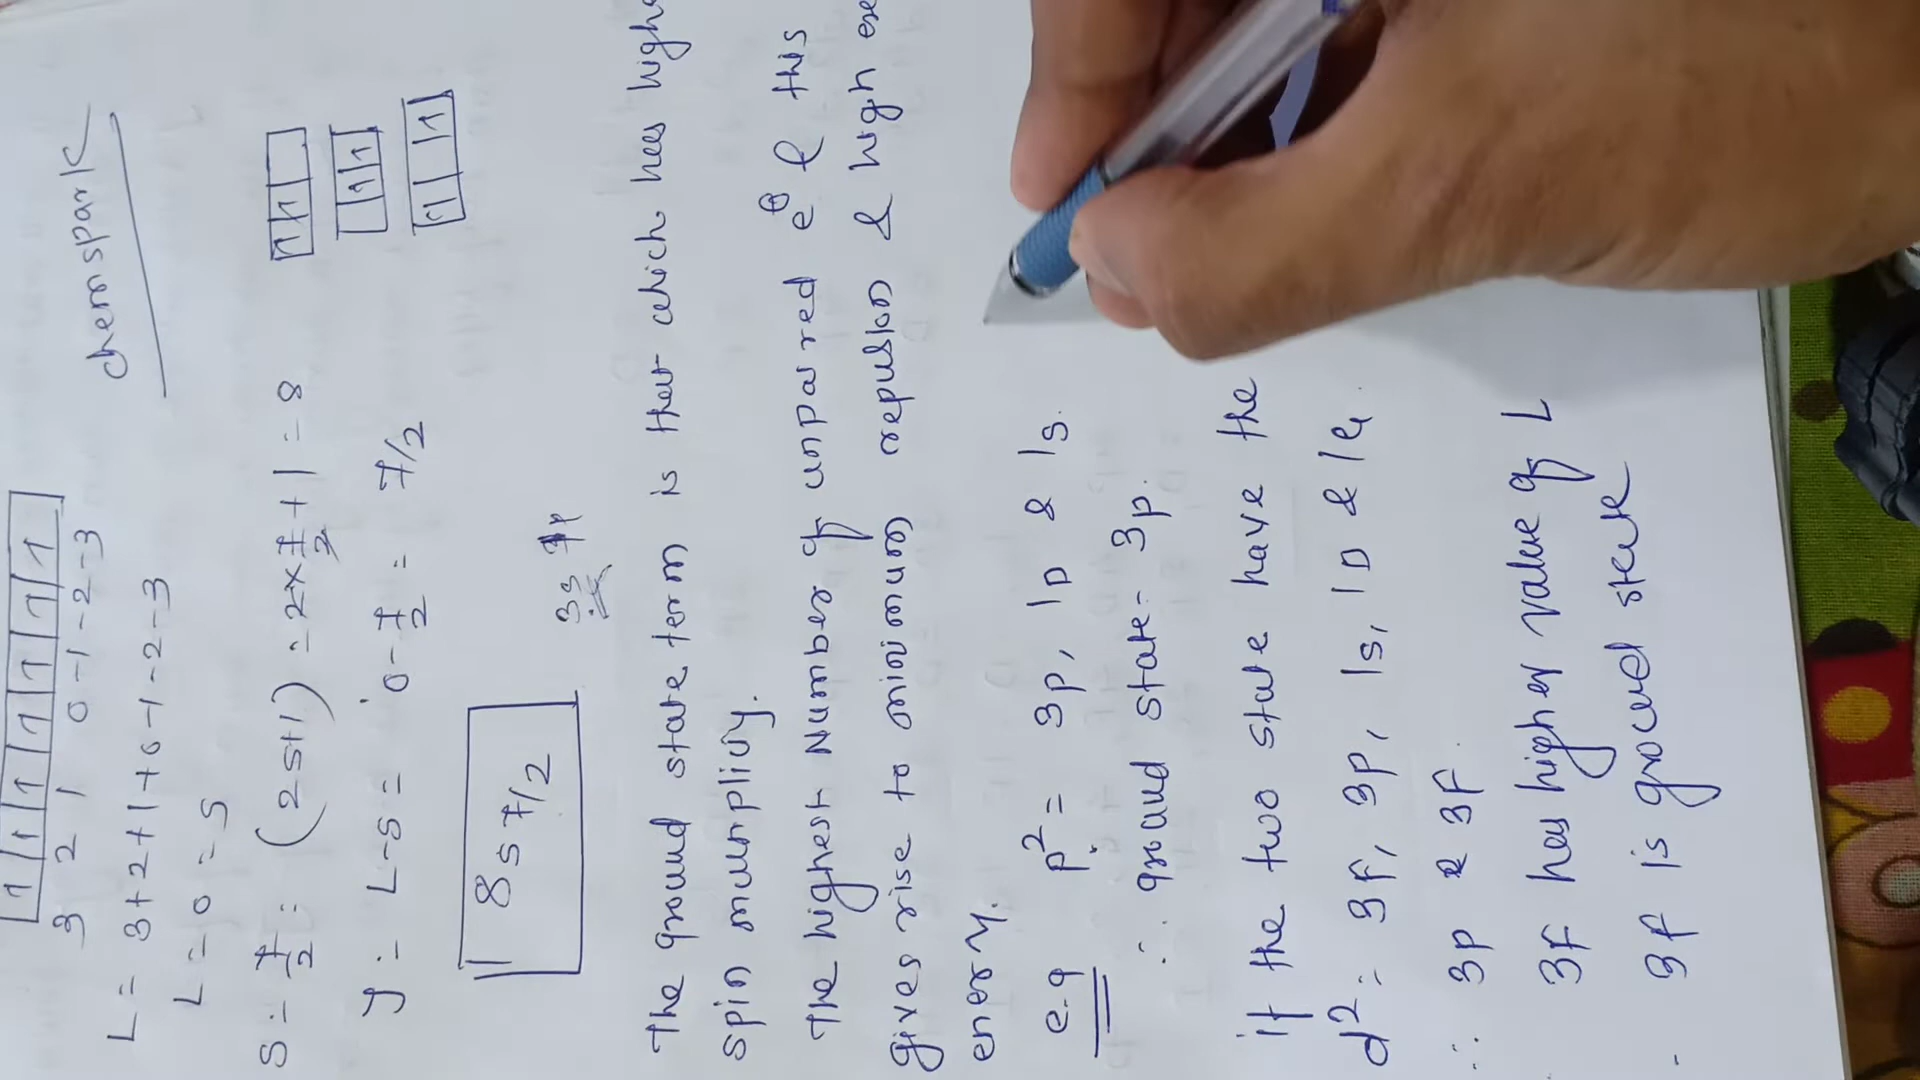 chemspark
1 1 1 1 1 1 1
3 2 1 0 -1 -2 -3
L = 3+2+1+0-1-2-3
L = 0 = S
S = 7/2 = (2s+1) = 2×7/2+1 = 8
J = L-S = 0-7/2 = 7/2
8 S 7/2
The ground state term is that which has
spin
The highest Number of unpaired e this
gives rise to minimum repulsion & high
energy.
e.g p² = 3p, 1D & 1s.
∴ ground state = 3p.
if the two state have the
d² = 3F, 3p, 1s, 1D & 1G.
∴ 3p & 3F.
3F has higher value of L
3F is ground state